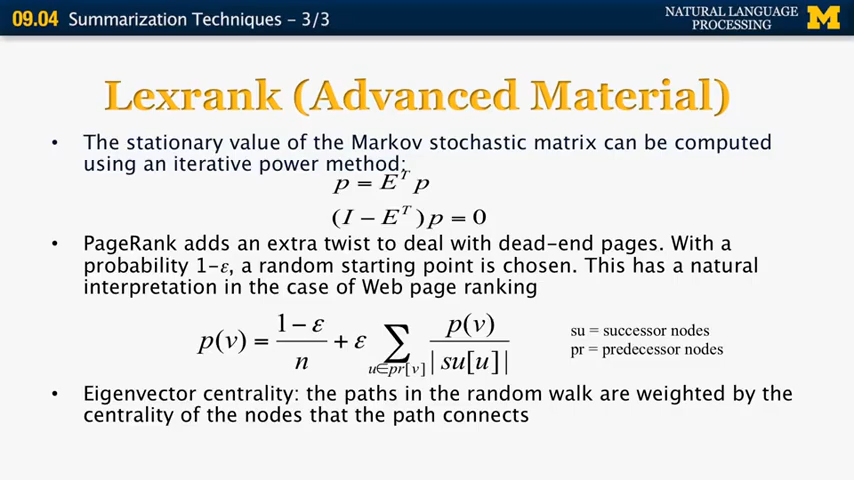 09.04 Summarization Techniques – 3/3
NATURAL LANGUAGE
PROCESSING
M
Lexrank (Advanced Material)
• The stationary value of the Markov stochastic matrix can be computed
using an iterative power method:
p = E^T p
(I − E^T)p = 0
• PageRank adds an extra twist to deal with dead-end pages. With a
probability 1-ε, a random starting point is chosen. This has a natural
interpretation in the case of Web page ranking
p(v) = (1 − ε)/n + ε ∑_{u∈pr[v]} p(v)/|su[u]|
su = successor nodes
pr = predecessor nodes
• Eigenvector centrality: the paths in the random walk are weighted by the
centrality of the nodes that the path connects